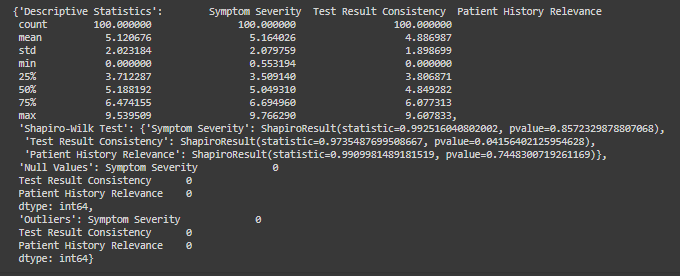 {'Descriptive Statistics':        Symptom Severity  Test Result Consistency  Patient History Relevance
count        100.000000               100.000000                 100.000000
mean           5.120676                 5.164026                   4.886987
std            2.023184                 2.079759                   1.898699
min            0.000000                 0.553194                   0.000000
25%            3.712287                 3.509140                   3.806871
50%            5.188192                 5.049310                   4.849282
75%            6.474155                 6.694960                   6.077313
max            9.539509                 9.766290                   9.607833,
'Shapiro-Wilk Test': {'Symptom Severity': ShapiroResult(statistic=0.992516040802002, pvalue=0.8572329878807068),
'Test Result Consistency': ShapiroResult(statistic=0.9735487699508667, pvalue=0.04156402125954628),
'Patient History Relevance': ShapiroResult(statistic=0.9909981489181519, pvalue=0.7448300719261169)},
'Null Values': Symptom Severity             0
Test Result Consistency      0
Patient History Relevance    0
dtype: int64,
'Outliers': Symptom Severity             0
Test Result Consistency      0
Patient History Relevance    0
dtype: int64}